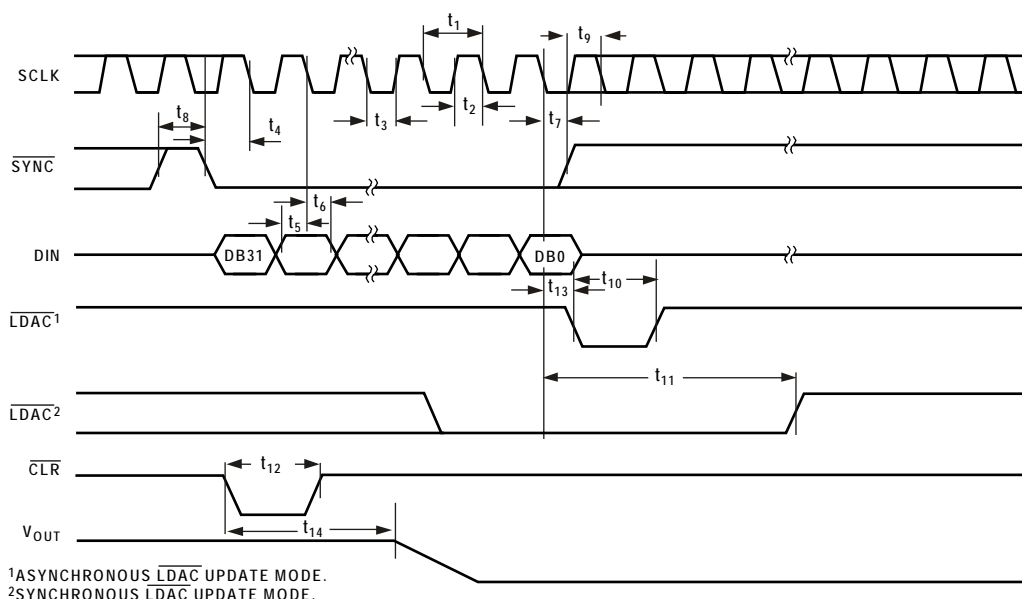 t1
t9
SCLK
t8
t4
t3
t2
t7
SYNC
t6
t5
DIN
DB31
DB0
t13
t10
LDAC1
t11
LDAC2
CLR
t12
t14
VOUT
1ASYNCHRONOUS LDAC UPDATE MODE.
2SYNCHRONOUS LDAC UPDATE MODE.